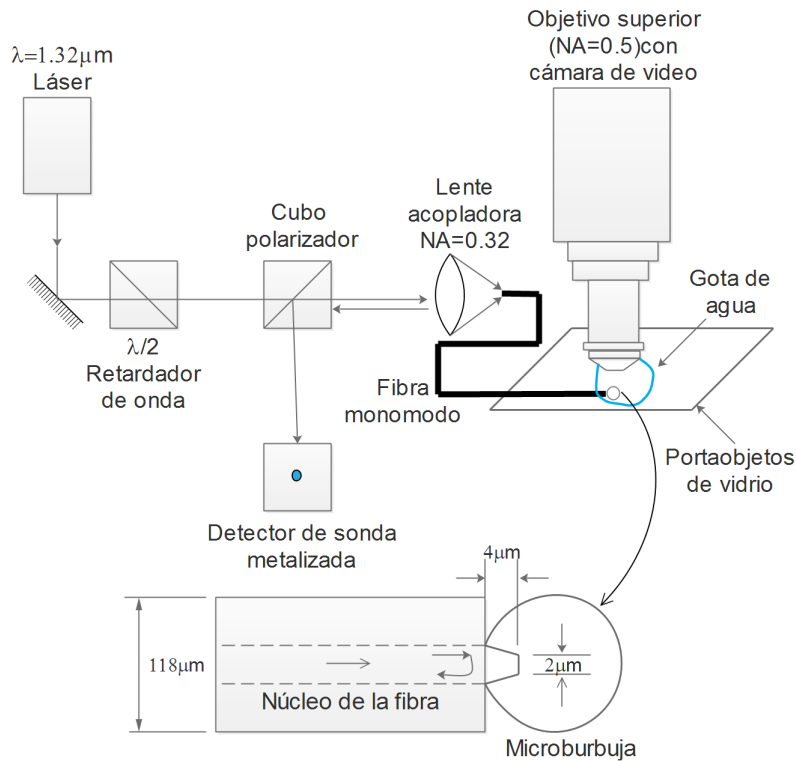 Objetivo superior
(NA=0.5)con
cámara de video
λ=1.32μm
Láser
Lente
acopladora
NA=0.32
Cubo
polarizador
Gota de
agua
λ/2
Retardador
de onda
Fibra
monomodo
Portaobjetos
de vidrio
Detector de sonda
metalizada
4μm
118μm
2μm
Núcleo de la fibra
Microburbuja